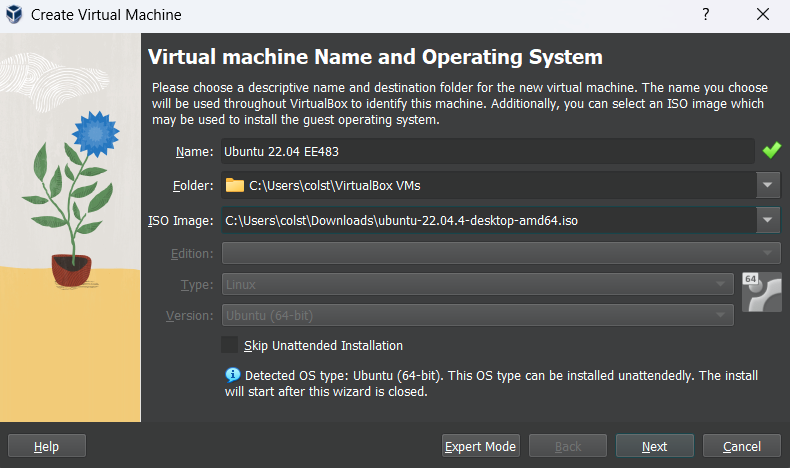 Create Virtual Machine
?
Virtual machine Name and Operating System
Please choose a descriptive name and destination folder for the new virtual machine. The name you choose
will be used throughout VirtualBox to identify this machine. Additionally, you can select an ISO image which
may be used to install the guest operating system.
Name: Ubuntu 22.04 EE483
Folder: C:\Users\colst\VirtualBox VMs
ISO Image: C:\Users\colst\Downloads\ubuntu-22.04.4-desktop-amd64.iso
Edition:
Type: Linux
64
Version: Ubuntu (64-bit)
Skip Unattended Installation
Detected OS type: Ubuntu (64-bit). This OS type can be installed unattendedly. The install
will start after this wizard is closed.
Help Expert Mode Back Next Cancel